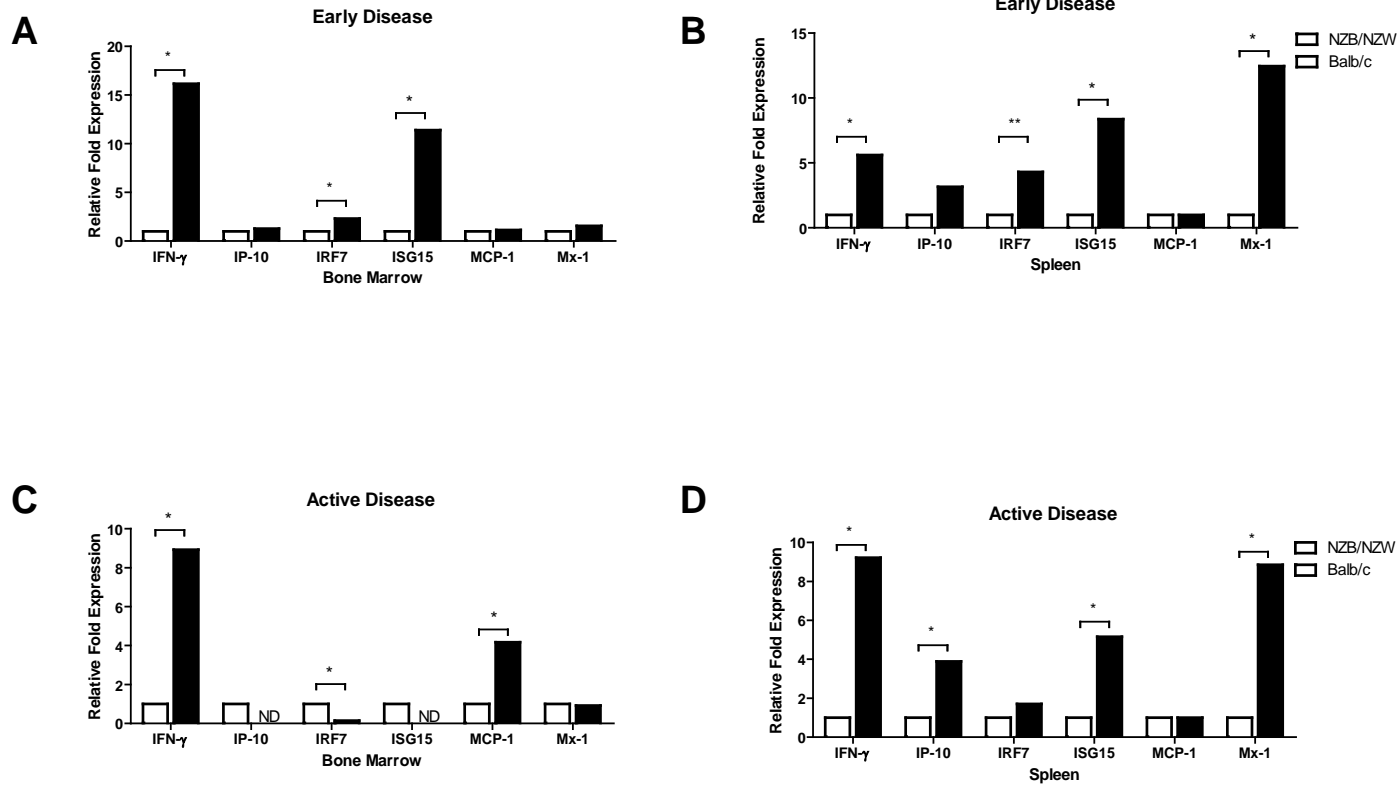 A
Early Disease
*
*
*
20
15
10
5
0
Relative Fold Expression
IFN-γ IP-10 IRF7 ISG15 MCP-1 Mx-1
Bone Marrow
B
Early Disease
NZB/NZW
Balb/c
*
**
*
*
15
10
5
0
Relative Fold Expression
IFN-γ IP-10 IRF7 ISG15 MCP-1 Mx-1
Spleen
C
Active Disease
*
*
*
10
8
6
4
2
0
Relative Fold Expression
ND ND
IFN-γ IP-10 IRF7 ISG15 MCP-1 Mx-1
Bone Marrow
D
Active Disease
NZB/NZW
Balb/c
*
*
*
*
10
8
6
4
2
0
Relative Fold Expression
IFN-γ IP-10 IRF7 ISG15 MCP-1 Mx-1
Spleen